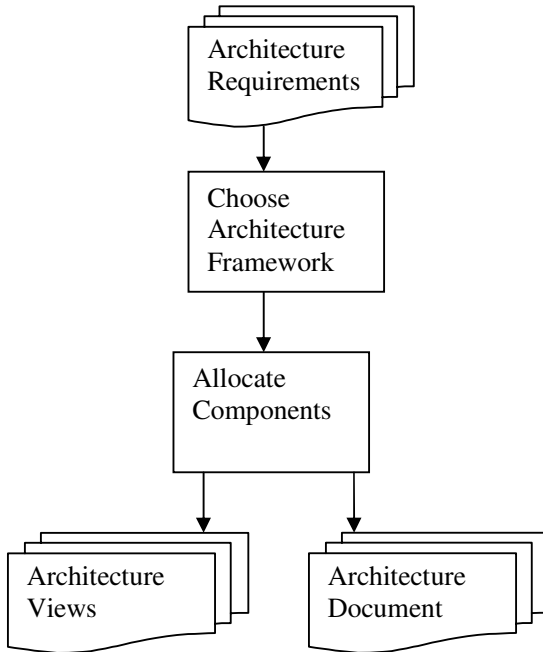 Architecture
Requirements
Choose
Architecture
Framework
Allocate
Components
Architecture
Views
Architecture
Document